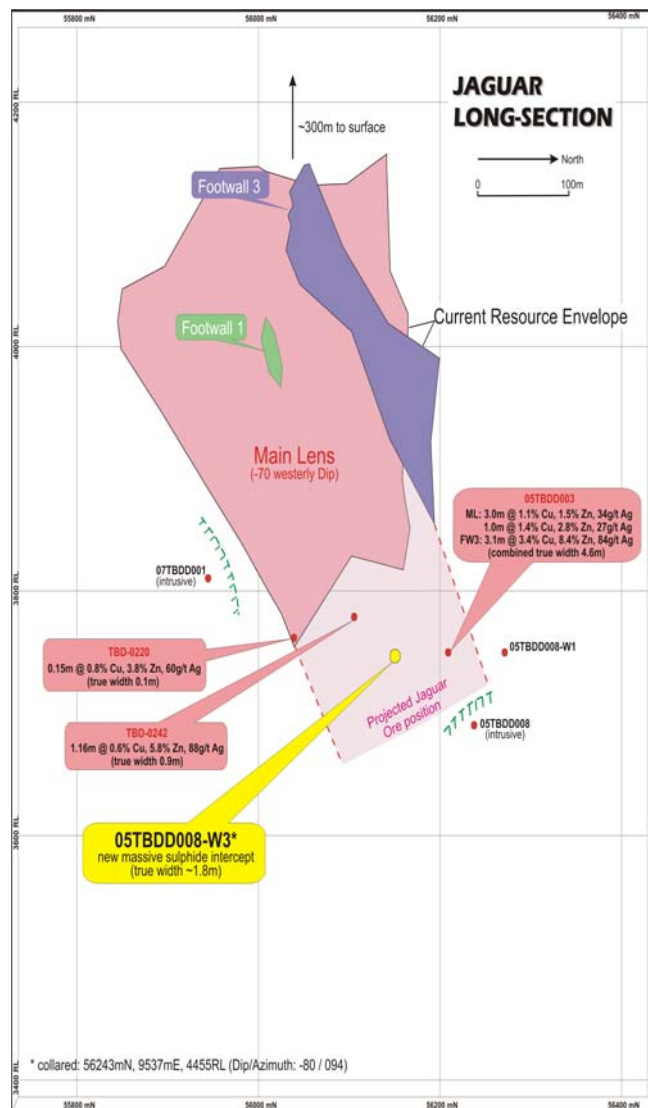 55800 mN
56000 mN
56200 mN
56400 mN
4200 RL
JAGUAR
LONG-SECTION
~300m to surface
North
0
100m
Footwall 3
4000 RL
Current Resource Envelope
Footwall 1
Main Lens
(-70 westerly Dip)
05TBDD003
ML: 3.0m @ 1.1% Cu, 1.5% Zn, 34g/t Ag
1.0m @ 1.4% Cu, 2.8% Zn, 27g/t Ag
FW3: 3.1m @ 3.4% Cu, 8.4% Zn, 84g/t Ag
(combined true width 4.6m)
07TBDD001
(intrusive)
3800 RL
TBD-0220
0.15m @ 0.8% Cu, 3.8% Zn, 60g/t Ag
(true width 0.1m)
05TBDD008-W1
Projected Jaguar
Ore position
05TBDD008
(intrusive)
TBD-0242
1.16m @ 0.6% Cu, 5.8% Zn, 88g/t Ag
(true width 0.9m)
3600 RL
05TBDD008-W3*
new massive sulphide intercept
(true width ~1.8m)
* collared: 56243mN, 9537mE, 4455RL (Dip/Azimuth: -80 / 094)
3400 RL
55800 mN
56000 mN
56200 mN
56400 mN